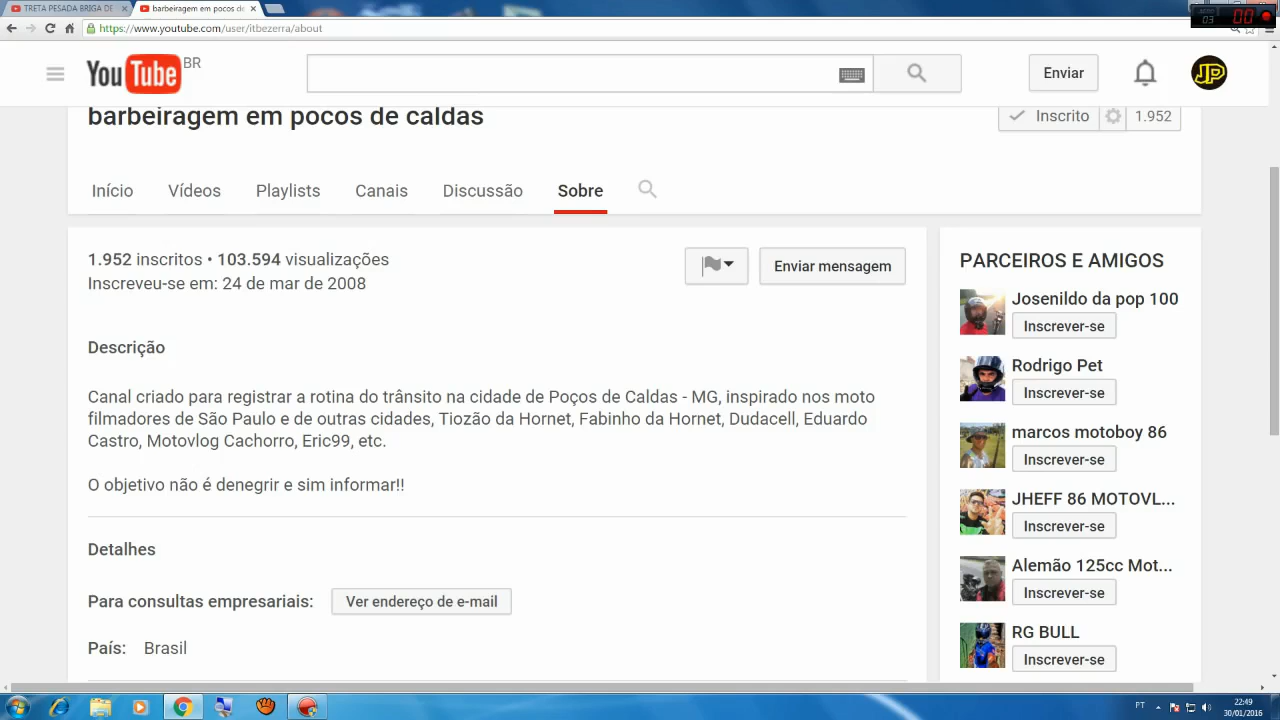 TRETA PESADA BRIGA DE
barbeiragem em pocos de
AERO
03
00
https://www.youtube.com/user/itbezerra/about
YouTube BR
Enviar
JP
barbeiragem em pocos de caldas
Inscrito
1.952
Início
Vídeos
Playlists
Canais
Discussão
Sobre
1.952 inscritos • 103.594 visualizações
Inscreveu-se em: 24 de mar de 2008
Enviar mensagem
Descrição
Canal criado para registrar a rotina do trânsito na cidade de Poços de Caldas - MG, inspirado nos moto
filmadores de São Paulo e de outras cidades, Tiozão da Hornet, Fabinho da Hornet, Dudacell, Eduardo
Castro, Motovlog Cachorro, Eric99, etc.
O objetivo não é denegrir e sim informar!!
Detalhes
Para consultas empresariais:
Ver endereço de e-mail
País:
Brasil
PARCEIROS E AMIGOS
Josenildo da pop 100
Inscrever-se
Rodrigo Pet
Inscrever-se
marcos motoboy 86
Inscrever-se
JHEFF 86 MOTOVL...
Inscrever-se
Alemão 125cc Mot...
Inscrever-se
RG BULL
Inscrever-se
PT
22:49
30/01/2016